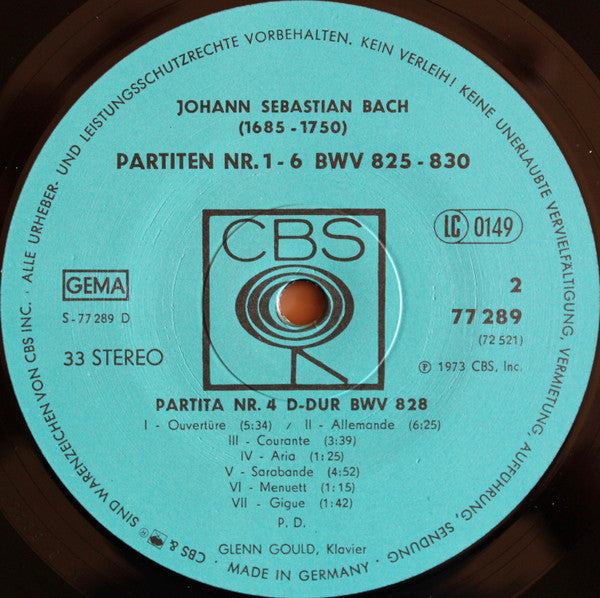 · ALLE URHEBER- UND LEISTUNGSSCHUTZRECHTE VORBEHALTEN. KEIN VERLEIH! KEINE UNERLAUBTE VERVIELFÄLTIGUNG, VERMIETUNG, AUFFÜHRUNG, SENDUNG
JOHANN SEBASTIAN BACH
(1685 - 1750)
PARTITEN NR. 1 - 6 BWV 825 - 830
CBS
LC 0149
GEMA
S - 77 289 D
33 STEREO
2
77 289
(72 521)
℗ 1973 CBS, Inc.
PARTITA NR. 4 D-DUR BWV 828
I - Ouvertüre (5:34) / II - Allemande (6:25)
III - Courante (3:39)
IV - Aria (1:25)
V - Sarabande (4:52)
VI - Menuett (1:15)
VII - Gigue (1:42)
P. D.
GLENN GOULD, Klavier
· MADE IN GERMANY ·
CBS & ® SIND WARENZEICHEN VON CBS INC.